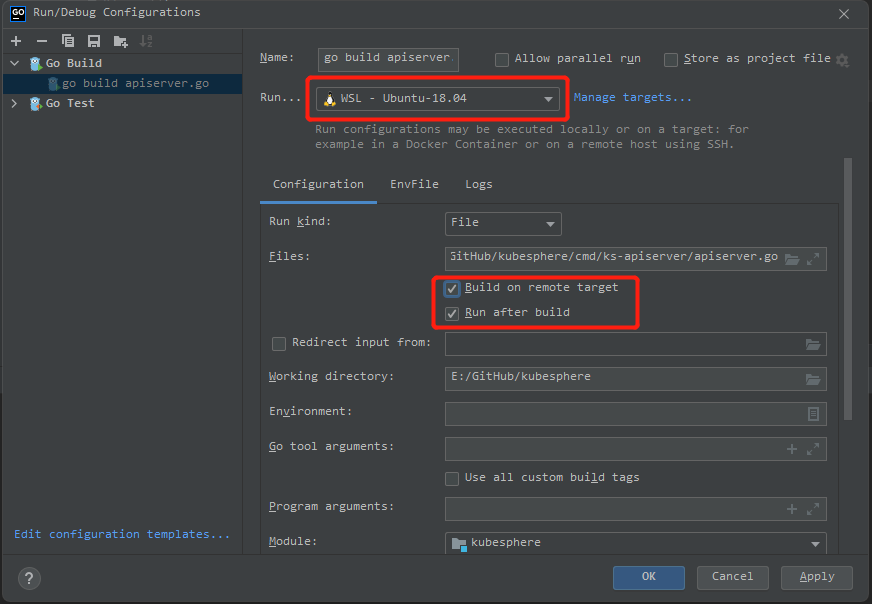 GO Run/Debug Configurations
Go Build
go build apiserver.go
Go Test
Edit configuration templates...
Name: go build apiserver. Allow parallel run Store as project file
Run... WSL - Ubuntu-18.04 Manage targets...
Run configurations may be executed locally or on a target: for
example in a Docker Container or on a remote host using SSH.
Configuration EnvFile Logs
Run kind: File
Files: GitHub/kubesphere/cmd/ks-apiserver/apiserver.go
Build on remote target
Run after build
Redirect input from:
Working directory: E:/GitHub/kubesphere
Environment:
Go tool arguments:
Use all custom build tags
Program arguments:
Module: kubesphere
? OK Cancel Apply